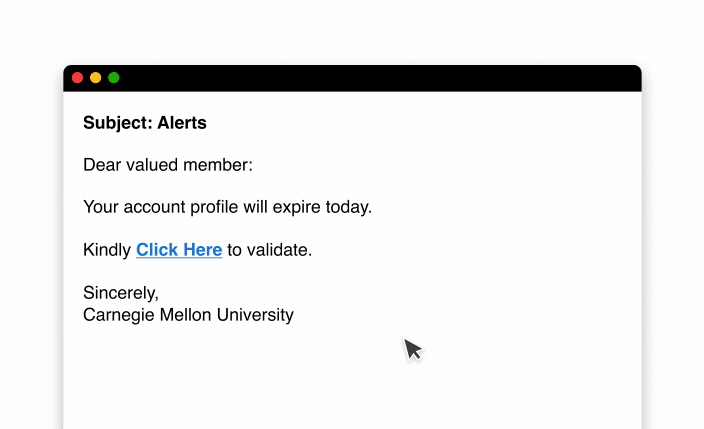 Subject: Alerts
Dear valued member:
Your account profile will expire today.
Kindly Click Here to validate.
Sincerely,
Carnegie Mellon University